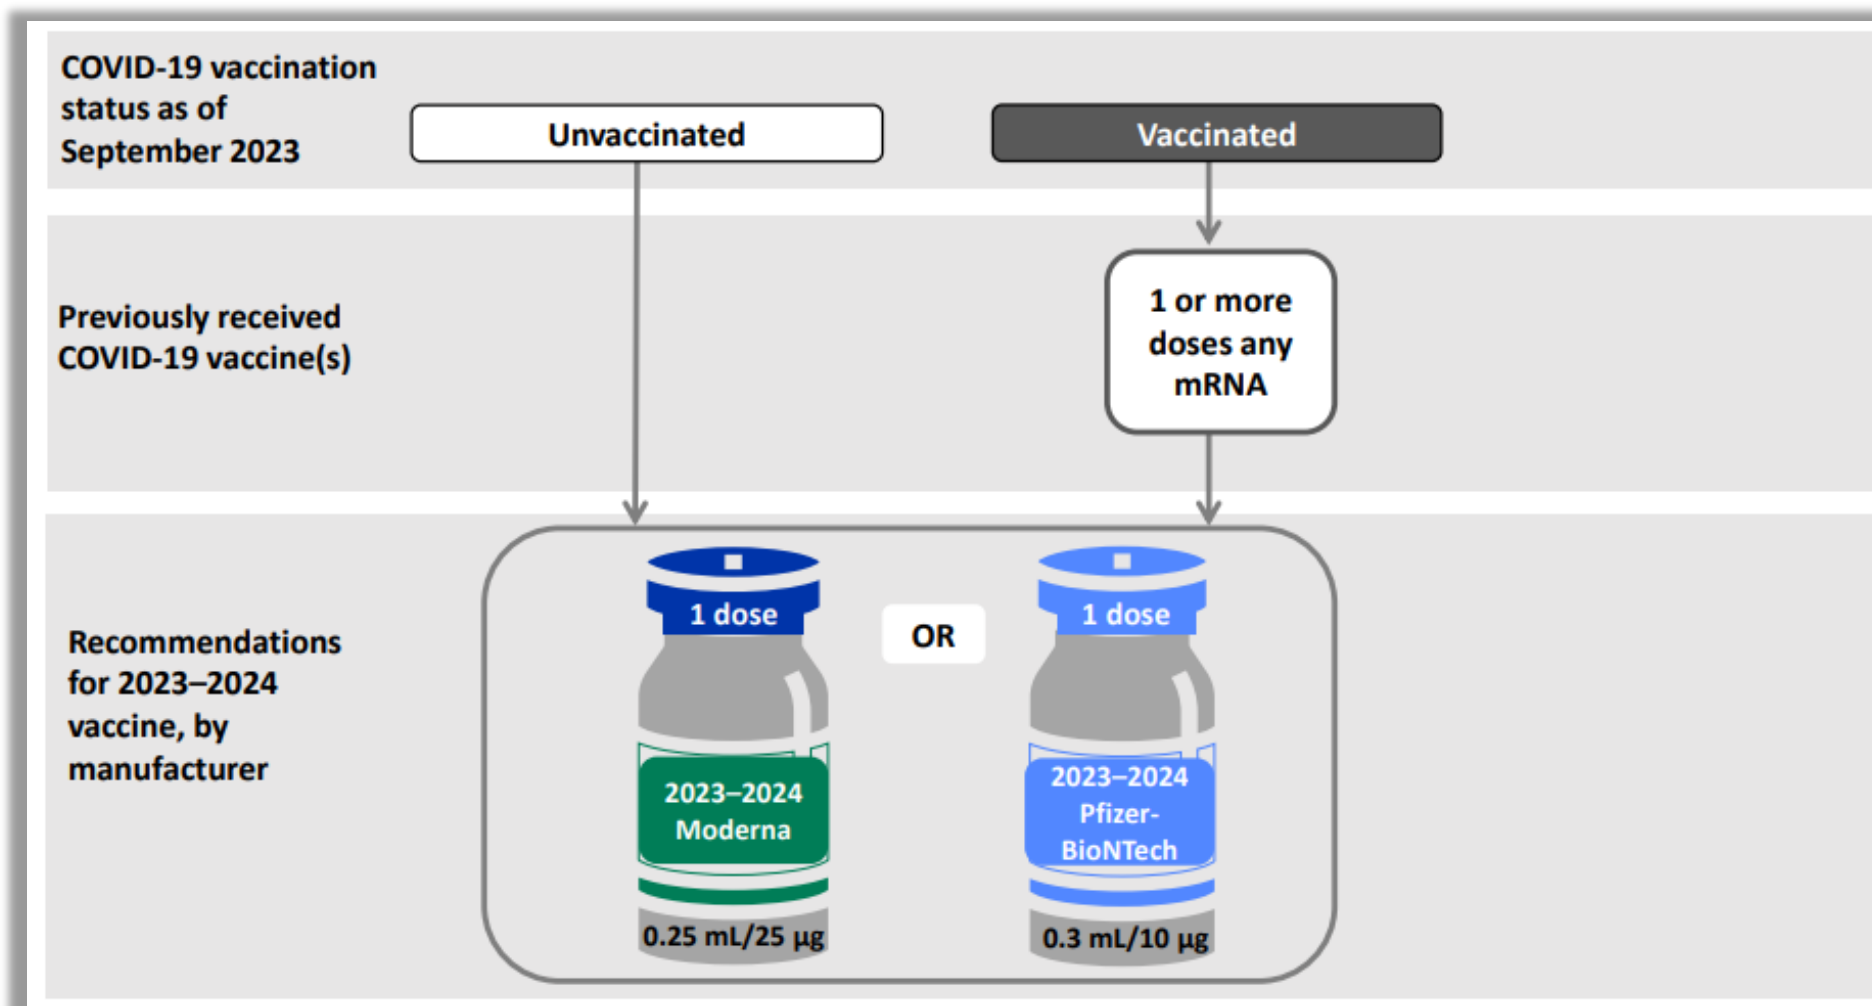 COVID-19 vaccination
status as of
September 2023
Unvaccinated
Vaccinated
Previously received
COVID-19 vaccine(s)
1 or more
doses any
mRNA
Recommendations
for 2023–2024
vaccine, by
manufacturer
1 dose
OR
1 dose
2023–2024
Moderna
2023–2024
Pfizer-
BioNTech
0.25 mL/25 µg
0.3 mL/10 µg